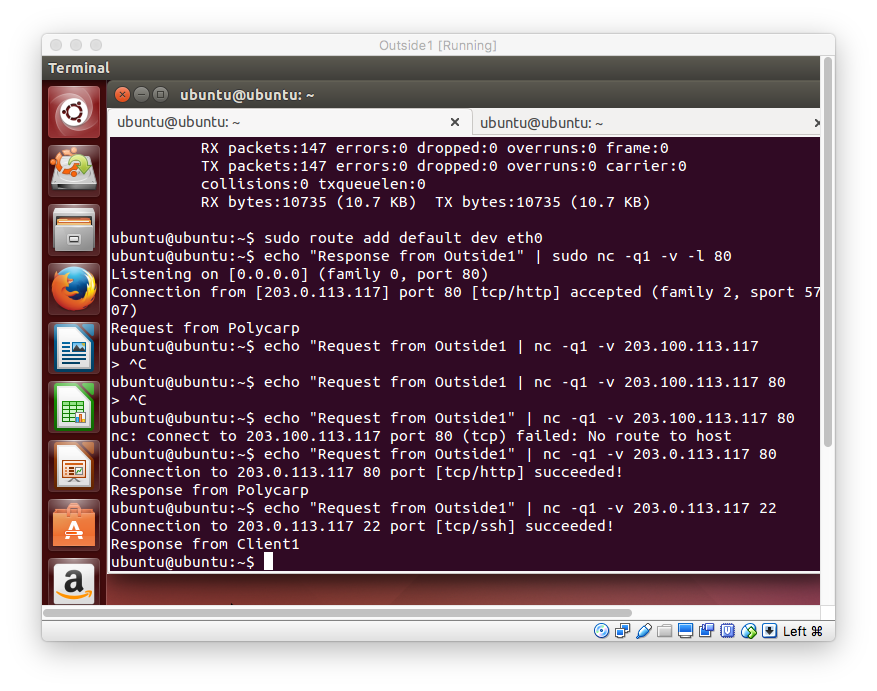 Outside1 [Running]
Terminal
ubuntu@ubuntu: ~
ubuntu@ubuntu: ~ ×
ubuntu@ubuntu: ~ ×
RX packets:147 errors:0 dropped:0 overruns:0 frame:0
TX packets:147 errors:0 dropped:0 overruns:0 carrier:0
collisions:0 txqueuelen:0
RX bytes:10735 (10.7 KB)  TX bytes:10735 (10.7 KB)
ubuntu@ubuntu:~$ sudo route add default dev eth0
ubuntu@ubuntu:~$ echo "Response from Outside1" | sudo nc -q1 -v -l 80
Listening on [0.0.0.0] (family 0, port 80)
Connection from [203.0.113.117] port 80 [tcp/http] accepted (family 2, sport 57
07)
Request from Polycarp
ubuntu@ubuntu:~$ echo "Request from Outside1 | nc -q1 -v 203.100.113.117
> ^C
ubuntu@ubuntu:~$ echo "Request from Outside1 | nc -q1 -v 203.100.113.117 80
> ^C
ubuntu@ubuntu:~$ echo "Request from Outside1" | nc -q1 -v 203.100.113.117 80
nc: connect to 203.100.113.117 port 80 (tcp) failed: No route to host
ubuntu@ubuntu:~$ echo "Request from Outside1" | nc -q1 -v 203.0.113.117 80
Connection to 203.0.113.117 80 port [tcp/http] succeeded!
Response from Polycarp
ubuntu@ubuntu:~$ echo "Request from Outside1" | nc -q1 -v 203.0.113.117 22
Connection to 203.0.113.117 22 port [tcp/ssh] succeeded!
Response from Client1
ubuntu@ubuntu:~$
Left ⌘